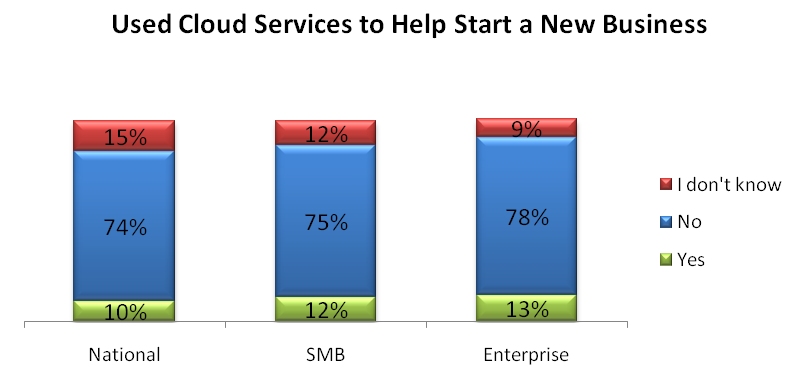 Used Cloud Services to Help Start a New Business
15% 12% 9%
74% 75% 78%
10% 12% 13%
National SMB Enterprise
I don't know
No
Yes